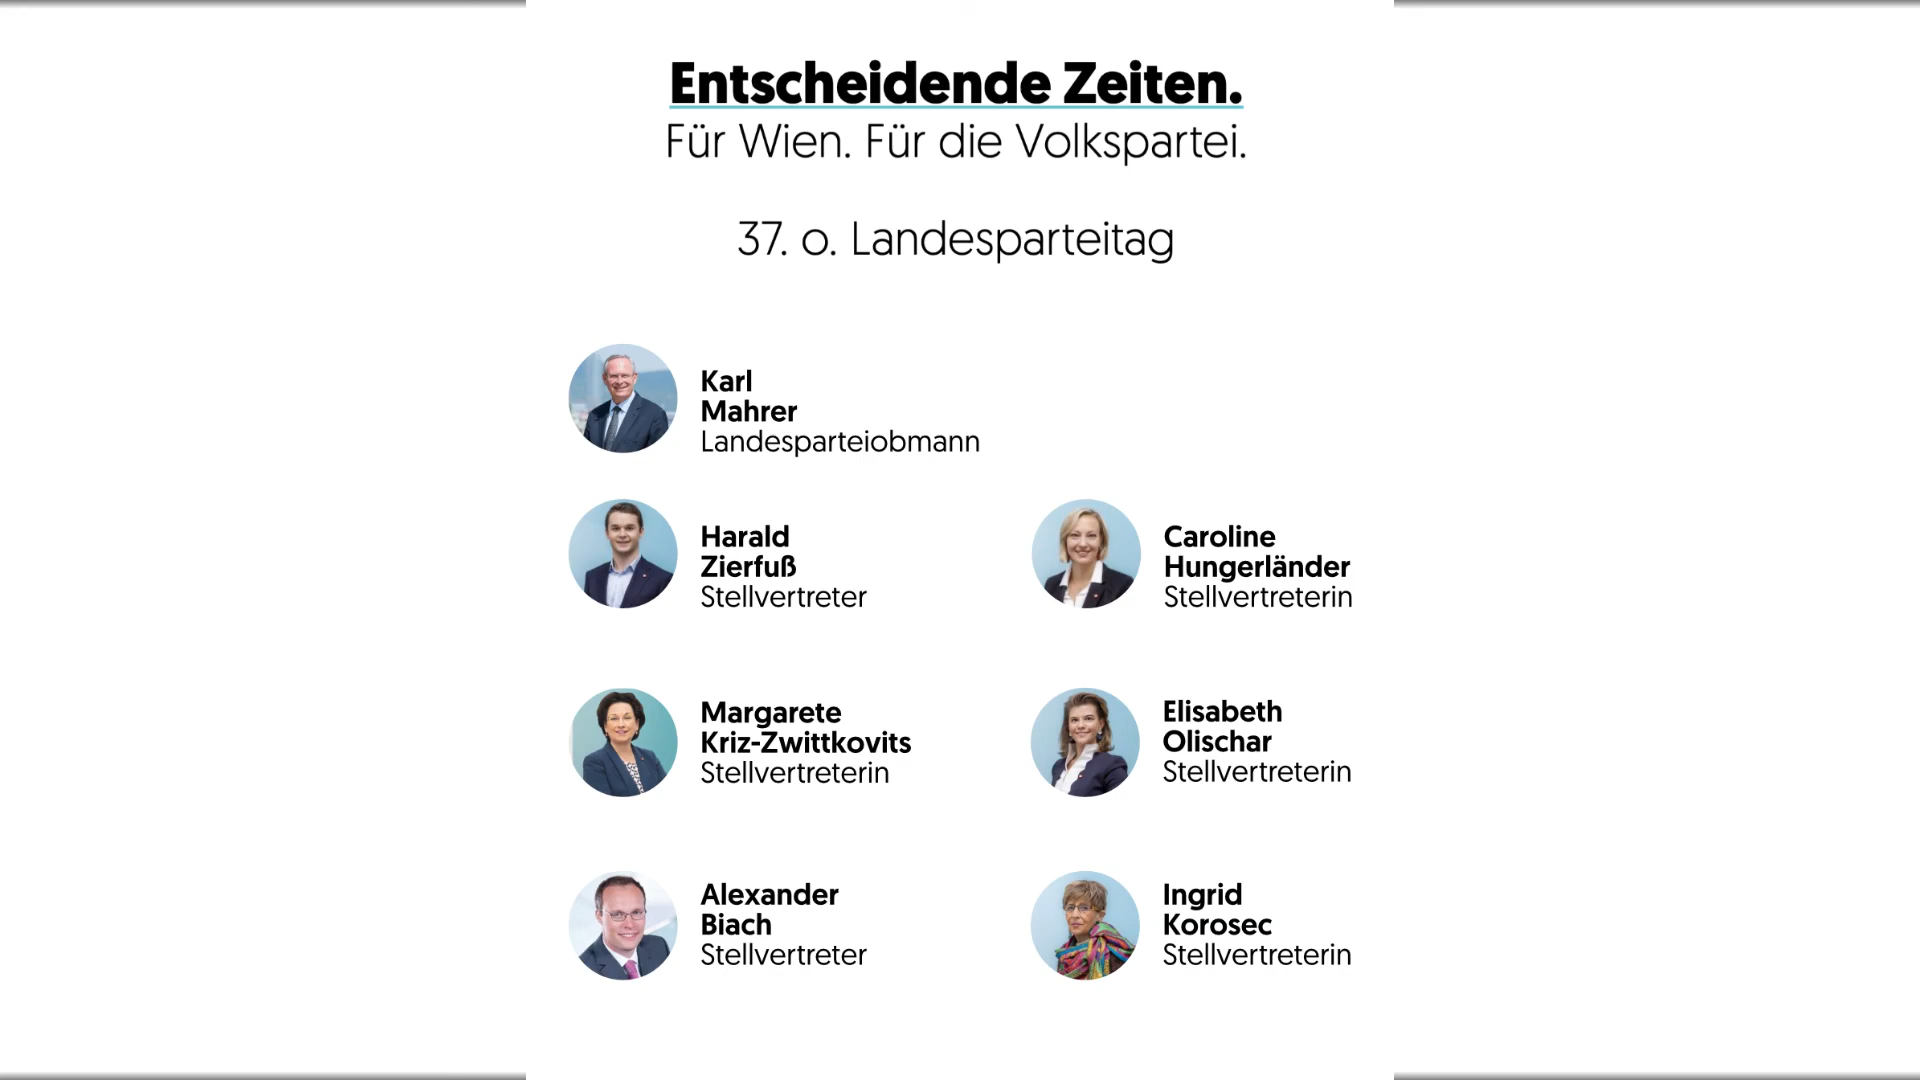 Entscheidende Zeiten.
Für Wien. Für die Volkspartei.
37. o. Landesparteitag
Karl
Mahrer
Landesparteiobmann
Harald
Zierfuß
Stellvertreter
Caroline
Hungerländer
Stellvertreterin
Margarete
Kriz-Zwittkovits
Stellvertreterin
Elisabeth
Olischar
Stellvertreterin
Alexander
Biach
Stellvertreter
Ingrid
Korosec
Stellvertreterin